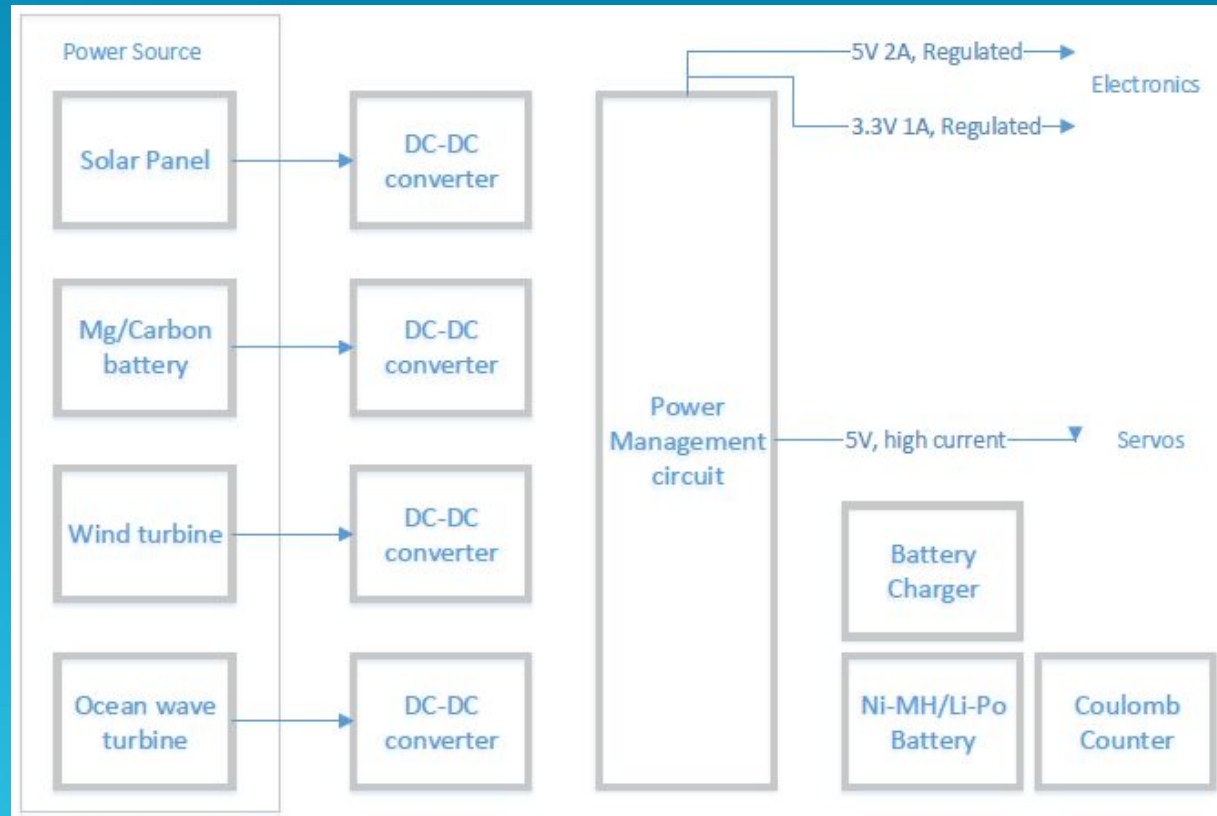 Power Source
Solar Panel
DC-DC
converter
Mg/Carbon
battery
DC-DC
converter
Wind turbine
DC-DC
converter
Ocean wave
turbine
DC-DC
converter
Power
Management
circuit
5V 2A, Regulated
Electronics
3.3V 1A, Regulated
5V, high current
Servos
Battery
Charger
Ni-MH/Li-Po
Battery
Coulomb
Counter